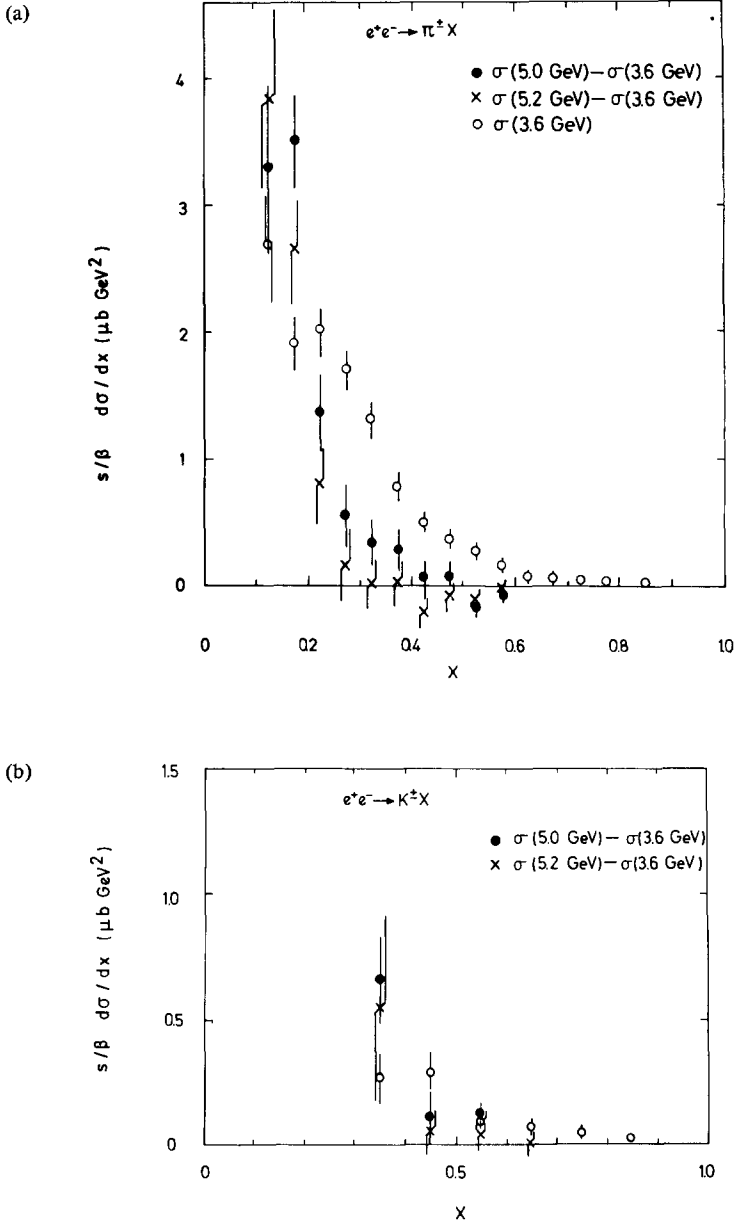 (a)
e⁺e⁻ → π± X
● σ(5.0 GeV) − σ(3.6 GeV)
× σ(5.2 GeV) − σ(3.6 GeV)
○ σ(3.6 GeV)
s/β dσ/dx (μb GeV²)
4
3
2
1
0
0 0.2 0.4 0.6 0.8 1.0
X
(b)
e⁺e⁻ → K± X
● σ(5.0 GeV) − σ(3.6 GeV)
× σ(5.2 GeV) − σ(3.6 GeV)
s/β dσ/dx (μb GeV²)
1.5
1.0
0.5
0
0 0.5 1.0
X